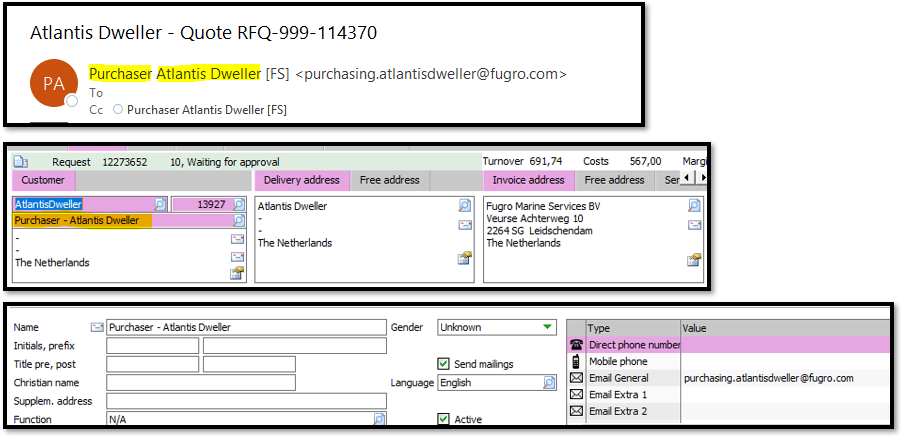 Atlantis Dweller - Quote RFQ-999-114370
PA
Purchaser Atlantis Dweller [FS] <purchasing.atlantisdweller@fugro.com>
To
Cc Purchaser Atlantis Dweller [FS]
Request 12273652 10, Waiting for approval Turnover 691,74 Costs 567,00 Margi
Customer Delivery address Free address Invoice address Free address Ser
AtlantisDweller 13927 Atlantis Dweller Fugro Marine Services BV
Purchaser - Atlantis Dweller - Veurse Achterweg 10
- - 2264 SG Leidschendam
- The Netherlands The Netherlands
The Netherlands
Name Purchaser - Atlantis Dweller Gender Unknown Type Value
Initials, prefix Direct phone number
Title pre, post Send mailings Mobile phone
Christian name Language English Email General purchasing.atlantisdweller@fugro.com
Supplem. address Email Extra 1
Function N/A Active Email Extra 2